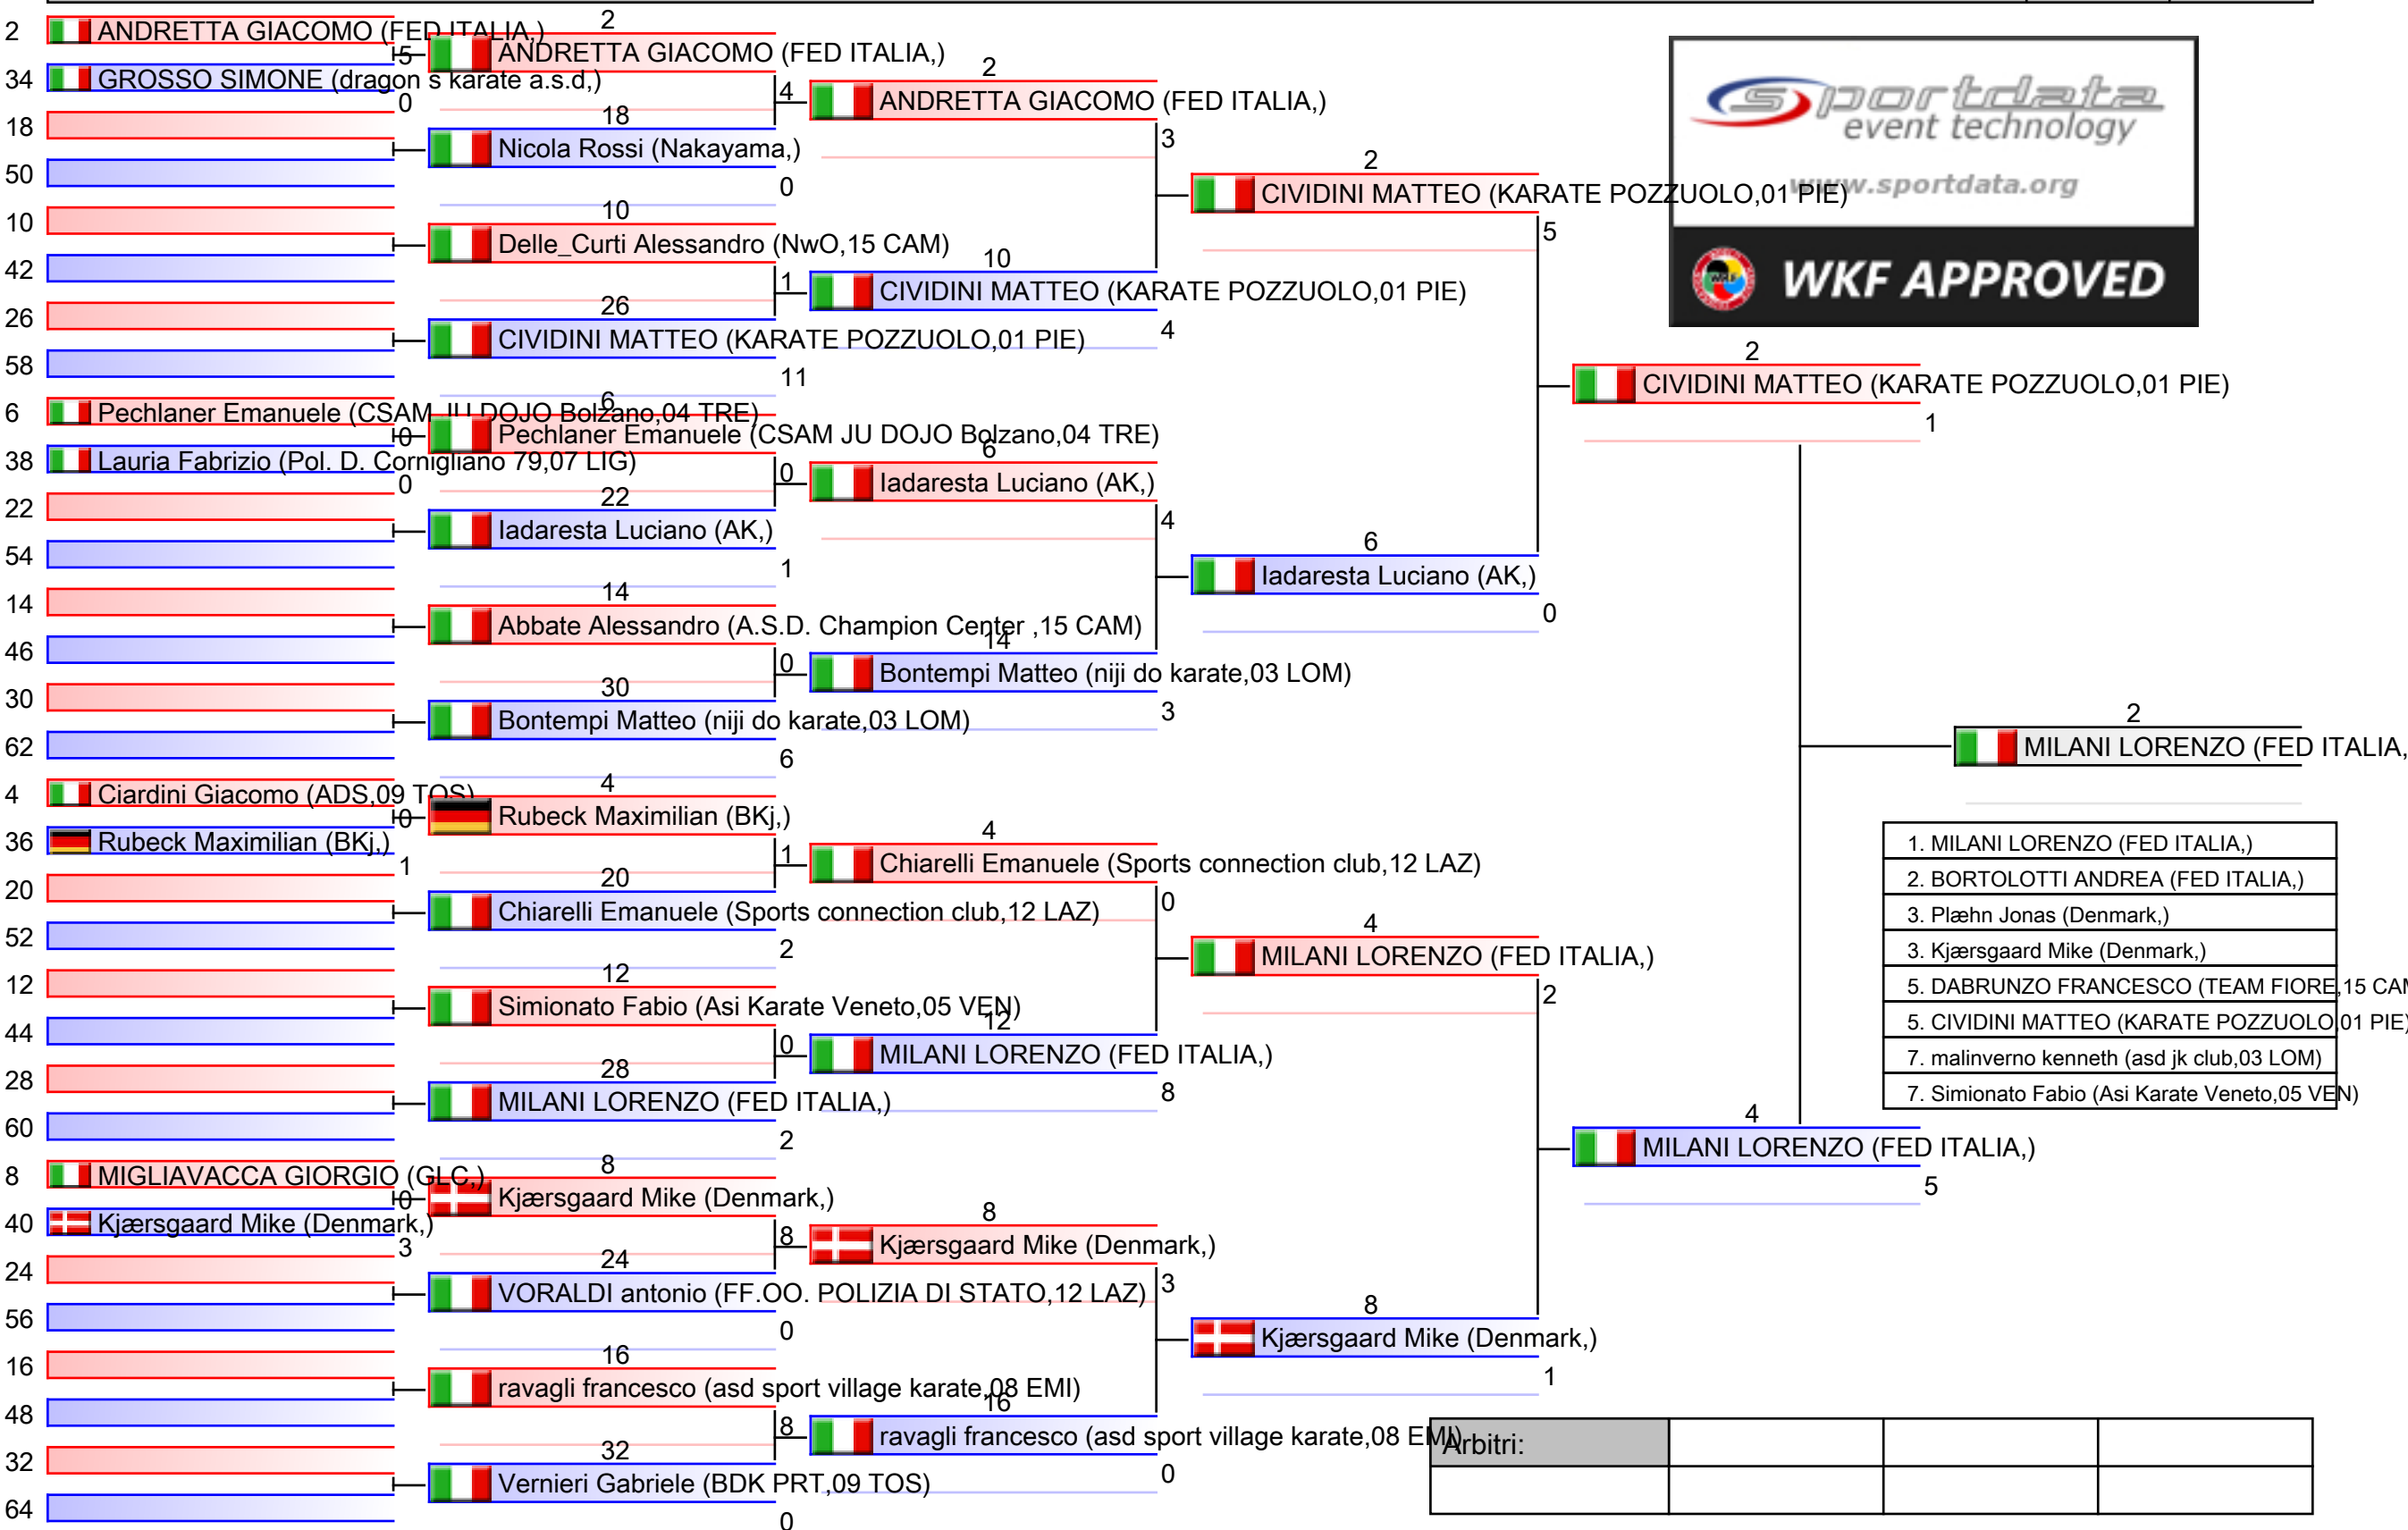 2 ANDRETTA GIACOMO (FED ITALIA,)
5
34 GROSSO SIMONE (dragon s karate a.s.d,)
0
18
50
10
42
26
58
6 Pechlaner Emanuele (CSAM JU DOJO Bolzano,04 TRE)
0
38 Lauria Fabrizio (Pol. D. Cornigliano 79,07 LIG)
0
22
54
14
46
30
62
4 Ciardini Giacomo (ADS,09 TOS)
0
36 Rubeck Maximilian (BKj,)
1
20
52
12
44
28
60
8 MIGLIAVACCA GIORGIO (GLC,)
0
40 Kjærsgaard Mike (Denmark,)
3
24
56
16
48
32
64
2
ANDRETTA GIACOMO (FED ITALIA,)
4
18
Nicola Rossi (Nakayama,)
0
10
Delle_Curti Alessandro (NwO,15 CAM)
1
26
CIVIDINI MATTEO (KARATE POZZUOLO,01 PIE)
11
6
Pechlaner Emanuele (CSAM JU DOJO Bolzano,04 TRE)
0
22
Iadaresta Luciano (AK,)
1
14
Abbate Alessandro (A.S.D. Champion Center ,15 CAM)
0
30
Bontempi Matteo (niji do karate,03 LOM)
6
4
Rubeck Maximilian (BKj,)
1
20
Chiarelli Emanuele (Sports connection club,12 LAZ)
2
12
Simionato Fabio (Asi Karate Veneto,05 VEN)
0
28
MILANI LORENZO (FED ITALIA,)
2
8
Kjærsgaard Mike (Denmark,)
8
24
VORALDI antonio (FF.OO. POLIZIA DI STATO,12 LAZ)
0
16
ravagli francesco (asd sport village karate,08 EMI)
8
32
Vernieri Gabriele (BDK PRT,09 TOS)
0
2
ANDRETTA GIACOMO (FED ITALIA,)
3
10
CIVIDINI MATTEO (KARATE POZZUOLO,01 PIE)
4
6
Iadaresta Luciano (AK,)
4
14
Bontempi Matteo (niji do karate,03 LOM)
3
4
Chiarelli Emanuele (Sports connection club,12 LAZ)
0
12
MILANI LORENZO (FED ITALIA,)
8
8
Kjærsgaard Mike (Denmark,)
3
16
ravagli francesco (asd sport village karate,08 EMI)
0
2
CIVIDINI MATTEO (KARATE POZZUOLO,01 PIE)
5
6
Iadaresta Luciano (AK,)
0
4
MILANI LORENZO (FED ITALIA,)
2
8
Kjærsgaard Mike (Denmark,)
1
sportdata
event technology
www.sportdata.org
WKF
WKF APPROVED
2
CIVIDINI MATTEO (KARATE POZZUOLO,01 PIE)
1
4
MILANI LORENZO (FED ITALIA,)
5
2
MILANI LORENZO (FED ITALIA,
1. MILANI LORENZO (FED ITALIA,)
2. BORTOLOTTI ANDREA (FED ITALIA,)
3. Plæhn Jonas (Denmark,)
3. Kjærsgaard Mike (Denmark,)
5. DABRUNZO FRANCESCO (TEAM FIORE,15 CAM
5. CIVIDINI MATTEO (KARATE POZZUOLO,01 PIE)
7. malinverno kenneth (asd jk club,03 LOM)
7. Simionato Fabio (Asi Karate Veneto,05 VEN)
Arbitri: